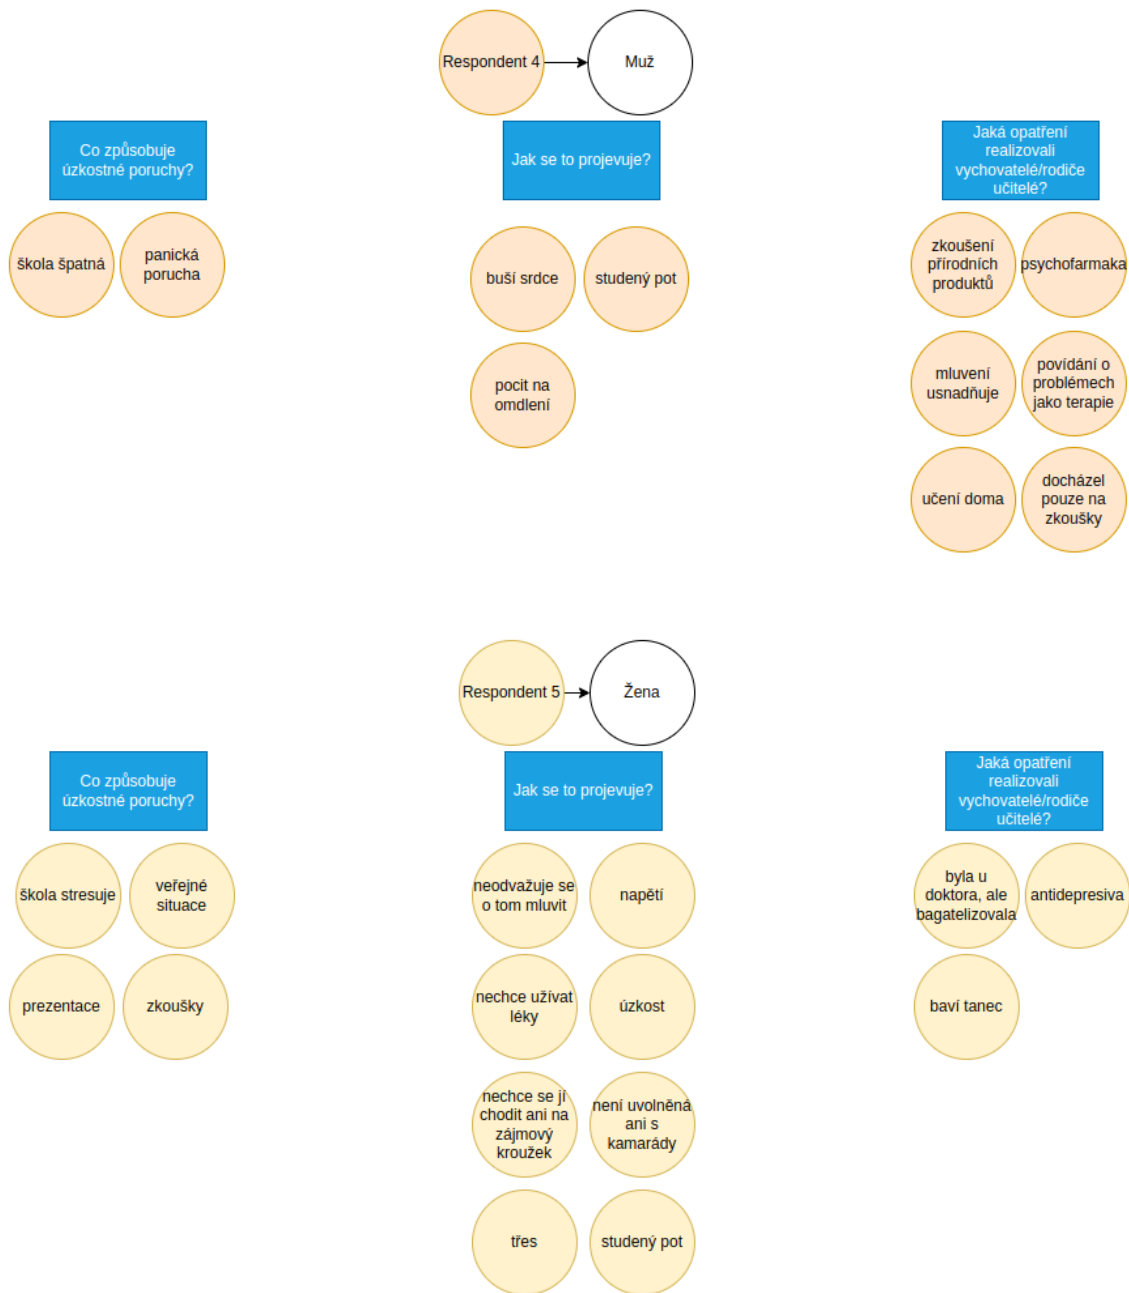 Respondent 4
Muž
Co způsobuje
úzkostné poruchy?
Jak se to projevuje?
Jaká opatření
realizovali
vychovatelé/rodiče
učitelé?
škola špatná
panická
porucha
buší srdce
studený pot
pocit na
omdlení
zkoušení
přírodních
produktů
psychofarmaka
mluvení
usnadňuje
povídání o
problémech
jako terapie
učení doma
docházel
pouze na
zkoušky
Respondent 5
Žena
Co způsobuje
úzkostné poruchy?
Jak se to projevuje?
Jaká opatření
realizovali
vychovatelé/rodiče
učitelé?
škola stresuje
veřejné
situace
prezentace
zkoušky
neodvažuje se
o tom mluvit
napětí
nechce užívat
léky
úzkost
nechce se jí
chodit ani na
zájmový
kroužek
není uvolněná
ani s
kamarády
třes
studený pot
byla u
doktora, ale
bagatelizovala
antidepresiva
baví tanec